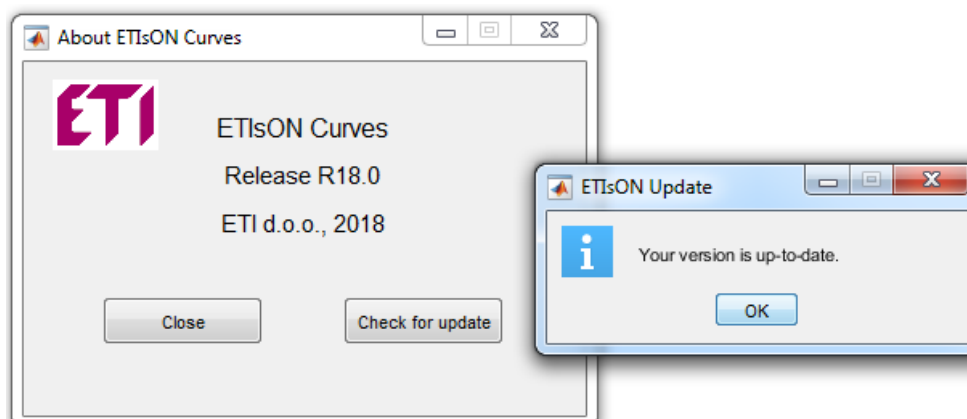 About ETIsON Curves
ETI
ETIsON Curves
Release R18.0
ETI d.o.o., 2018
Close
Check for update
ETIsON Update
Your version is up-to-date.
OK